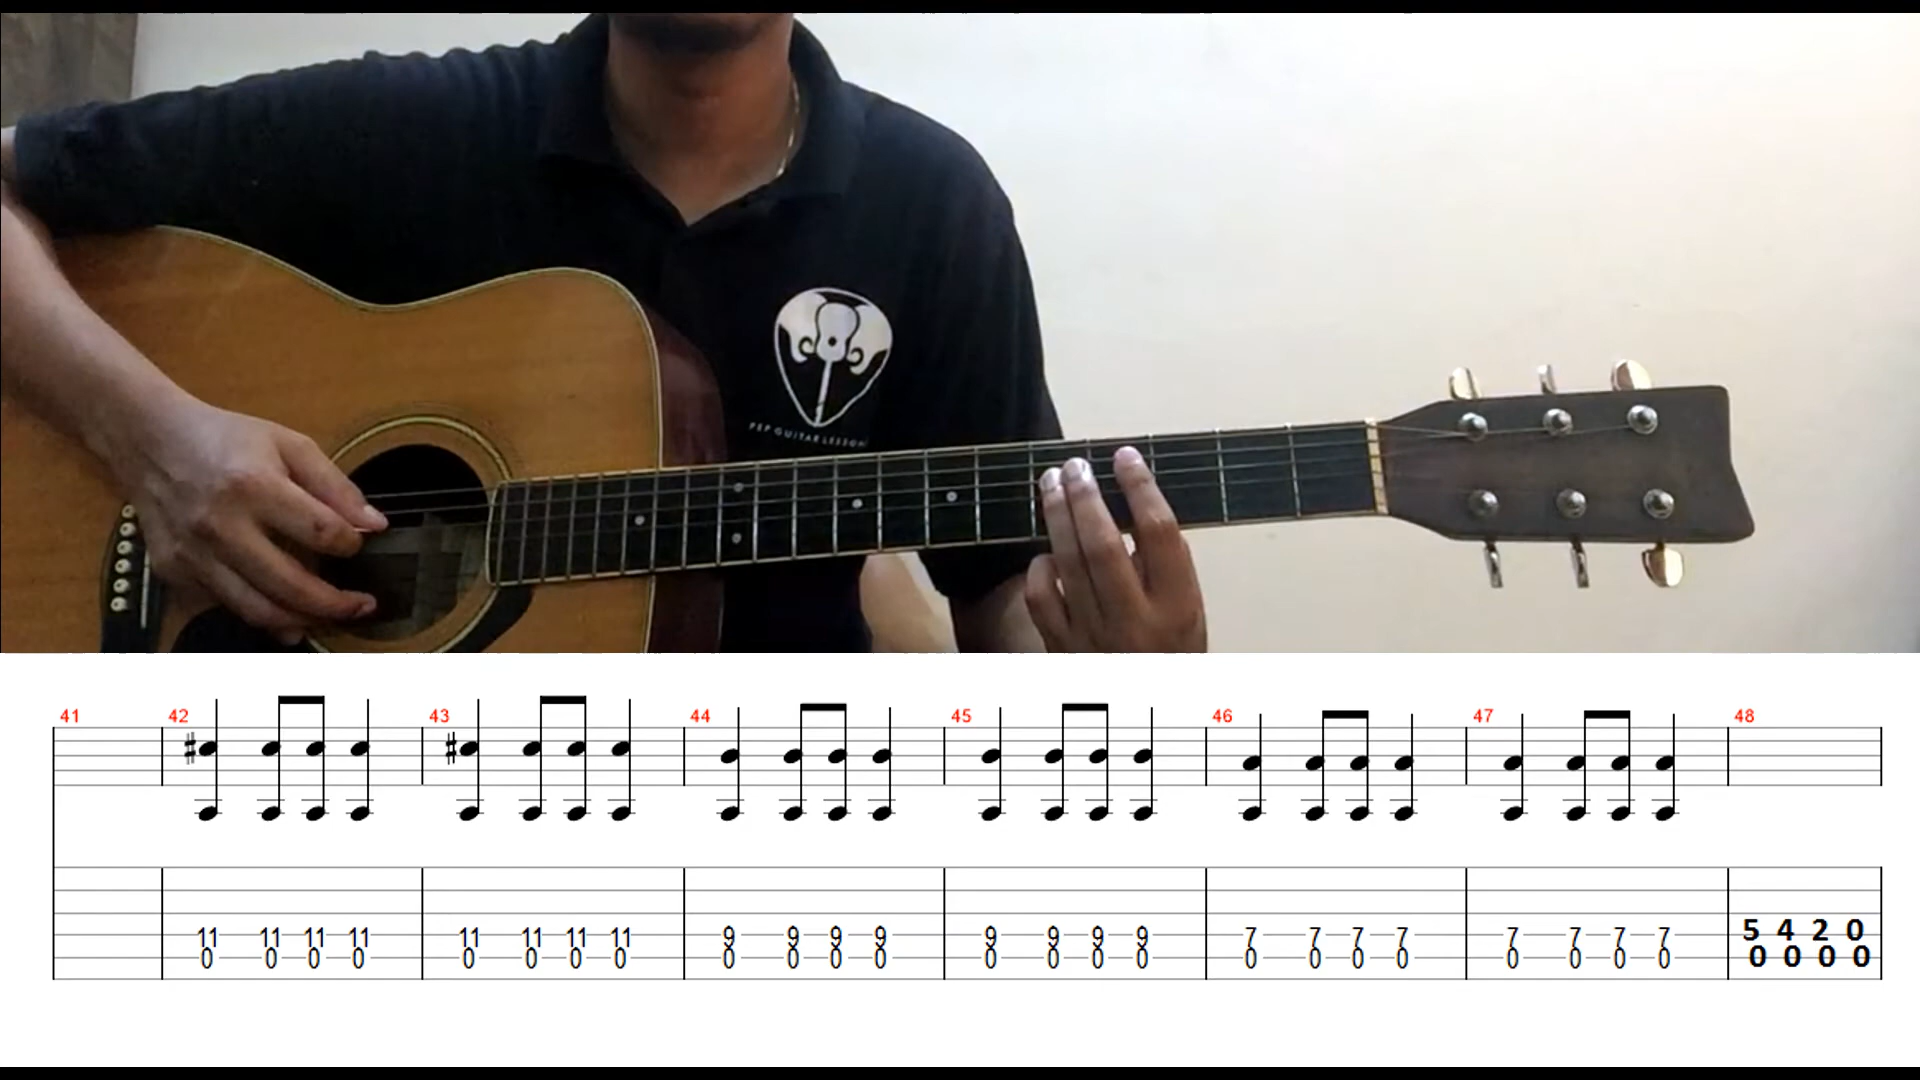 PEP GUITAR LESSON
41 42 43 44 45 46 47 48
11 11 11 11 11 11 11 11 9 9 9 9 9 9 9 9 7 7 7 7 7 7 7 7 5 4 2 0
0 0 0 0 0 0 0 0 0 0 0 0 0 0 0 0 0 0 0 0 0 0 0 0 0 0 0 0